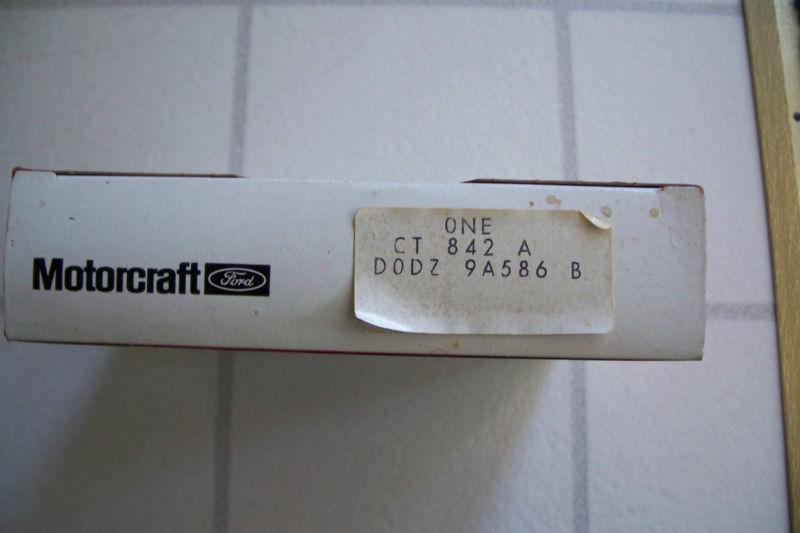 Motorcraft Ford
ONE
CT 842 A
D0DZ 9A586 B